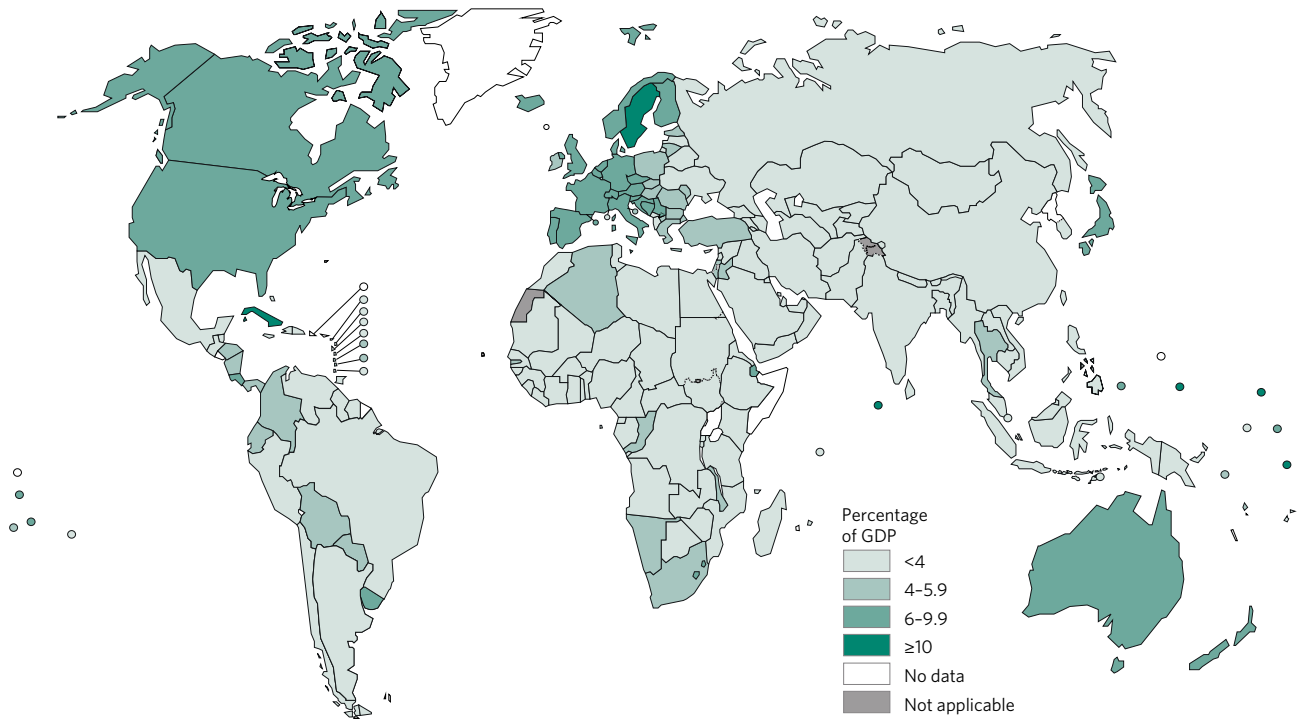 Percentage
of GDP
<4
4–5.9
6–9.9
≥10
No data
Not applicable